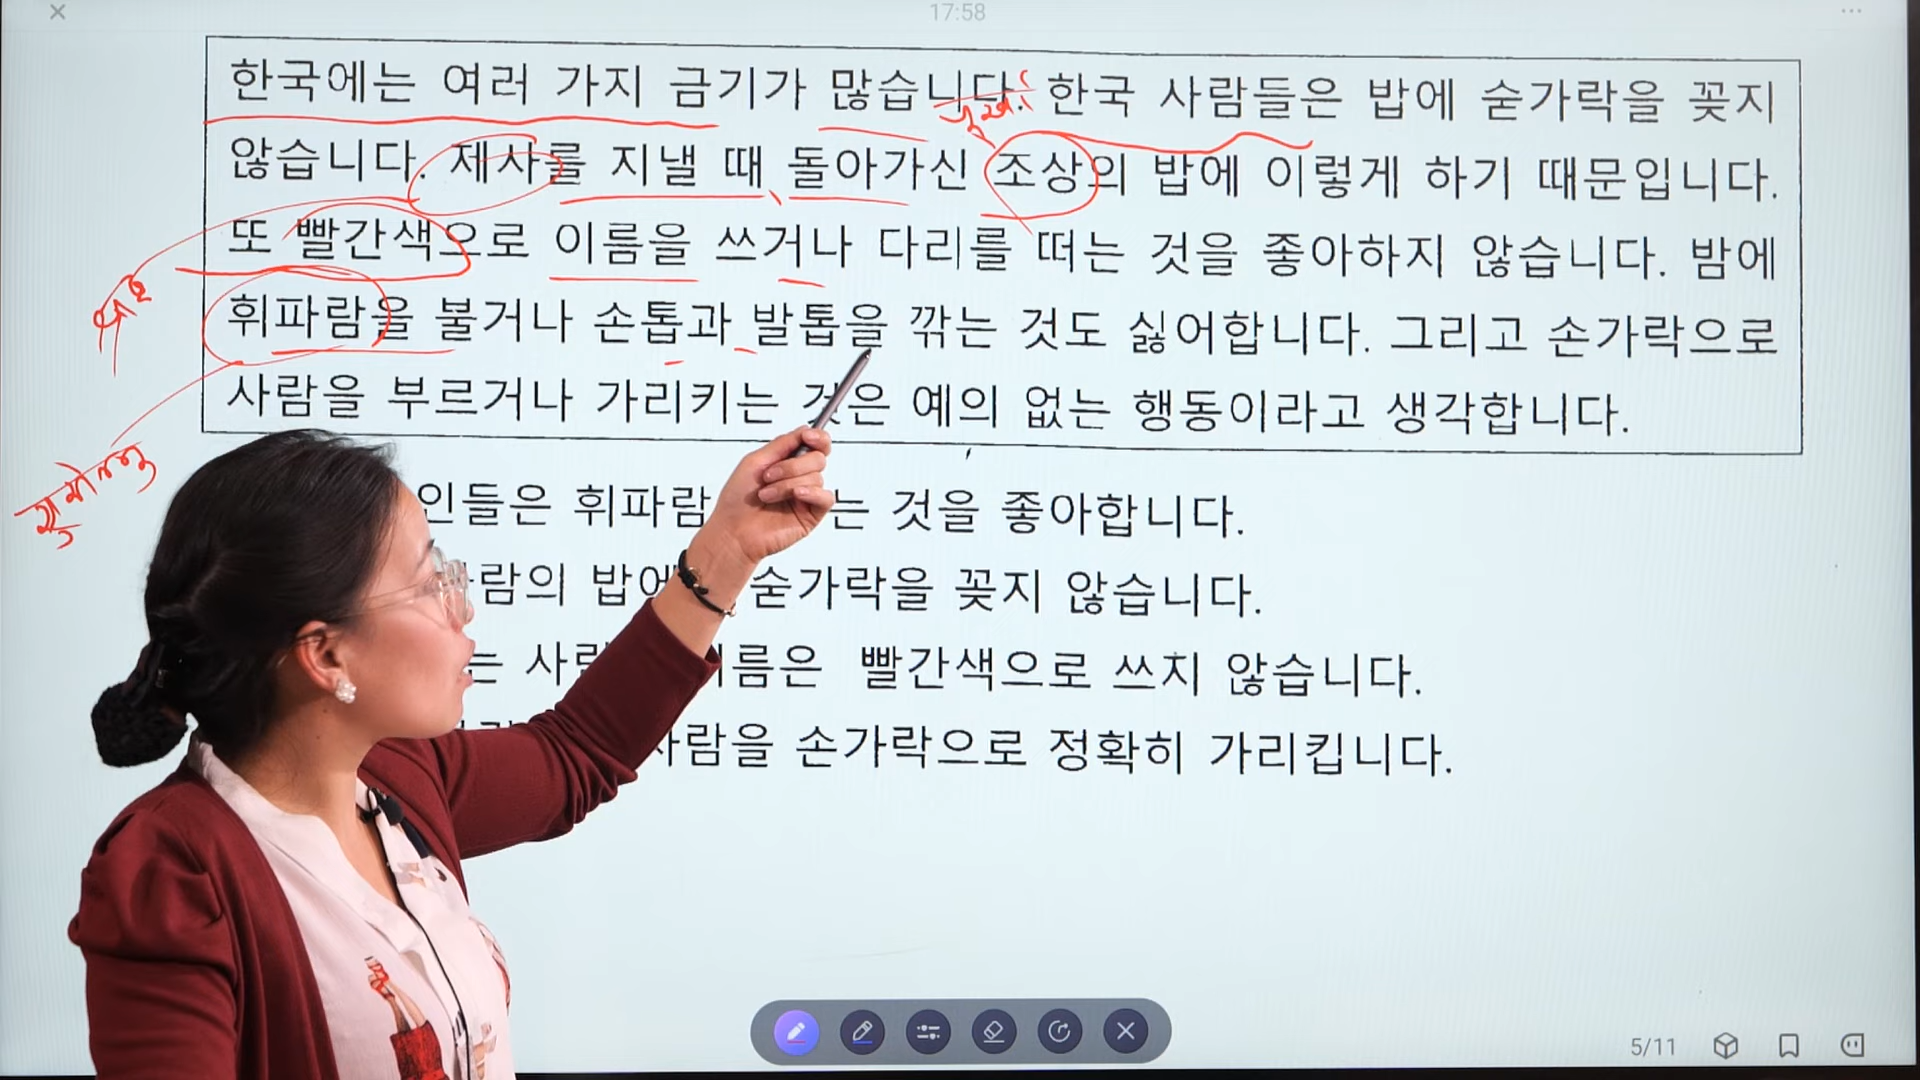 17:58
한국에는 여러 가지 금기가 많습니다. 한국 사람들은 밥에 숟가락을 꽂지
않습니다. 제사를 지낼 때 돌아가신 조상의 밥에 이렇게 하기 때문입니다.
또 빨간색으로 이름을 쓰거나 다리를 떠는 것을 좋아하지 않습니다. 밤에
휘파람을 불거나 손톱과 발톱을 깎는 것도 싫어합니다. 그리고 손가락으로
사람을 부르거나 가리키는 것은 예의 없는 행동이라고 생각합니다.
인들은 휘파람 는 것을 좋아합니다.
람의 밥에 숟가락을 꽂지 않습니다.
는 사람 이름은 빨간색으로 쓰지 않습니다.
사람을 손가락으로 정확히 가리킵니다.
5/11